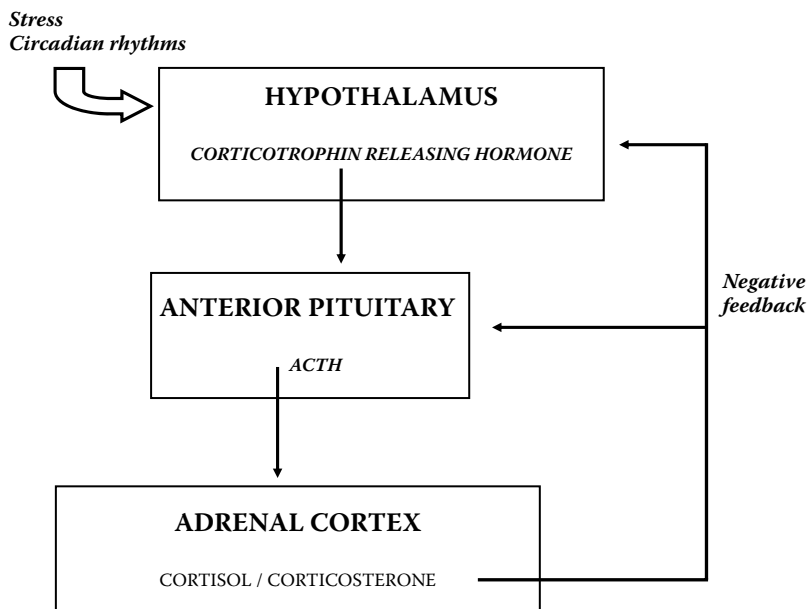 Stress
Circadian rhythms
HYPOTHALAMUS
CORTICOTROPHIN RELEASING HORMONE
ANTERIOR PITUITARY
Negative
feedback
ACTH
ADRENAL CORTEX
CORTISOL / CORTICOSTERONE